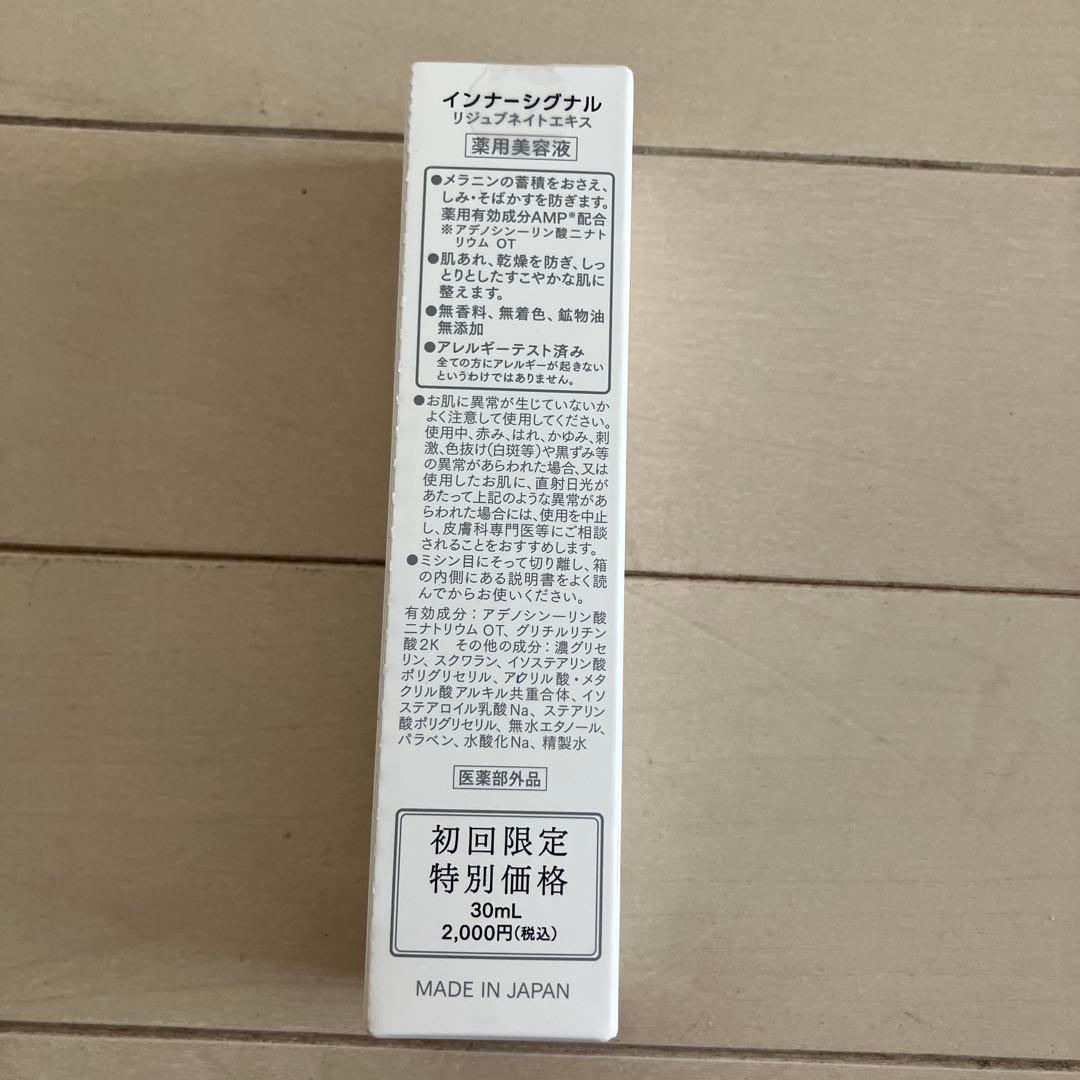 インナーシグナル
リジュブネイトエキス
薬用美容液
●メラニンの蓄積をおさえ、
しみ・そばかすを防ぎます。
薬用有効成分AMP※配合
※アデノシン一リン酸二ナト
リウム OT
●肌あれ、乾燥を防ぎ、しっ
とりとしたすこやかな肌に
整えます。
●無香料、無着色、鉱物油
無添加
●アレルギーテスト済み
全ての方にアレルギーが起きない
というわけではありません。
●お肌に異常が生じていないか
よく注意して使用してください。
使用中、赤み、はれ、かゆみ、刺
激、色抜け(白斑等)や黒ずみ等
の異常があらわれた場合、又は
使用したお肌に、直射日光が
あたって上記のような異常があ
らわれた場合には、使用を中止
し、皮膚科専門医等にご相談
されることをおすすめします。
●ミシン目にそって切り離し、箱
の内側にある説明書をよく読
んでからお使いください。
有効成分：アデノシン一リン酸
二ナトリウム OT、グリチルリチン
酸2K その他の成分：濃グリセ
リン、スクワラン、イソステアリン酸
ポリグリセリル、アクリル酸・メタ
クリル酸アルキル共重合体、イソ
ステアロイル乳酸Na、ステアリン
酸ポリグリセリル、無水エタノール、
パラベン、水酸化Na、精製水
医薬部外品
初回限定
特別価格
30mL
2,000円(税込)
MADE IN JAPAN